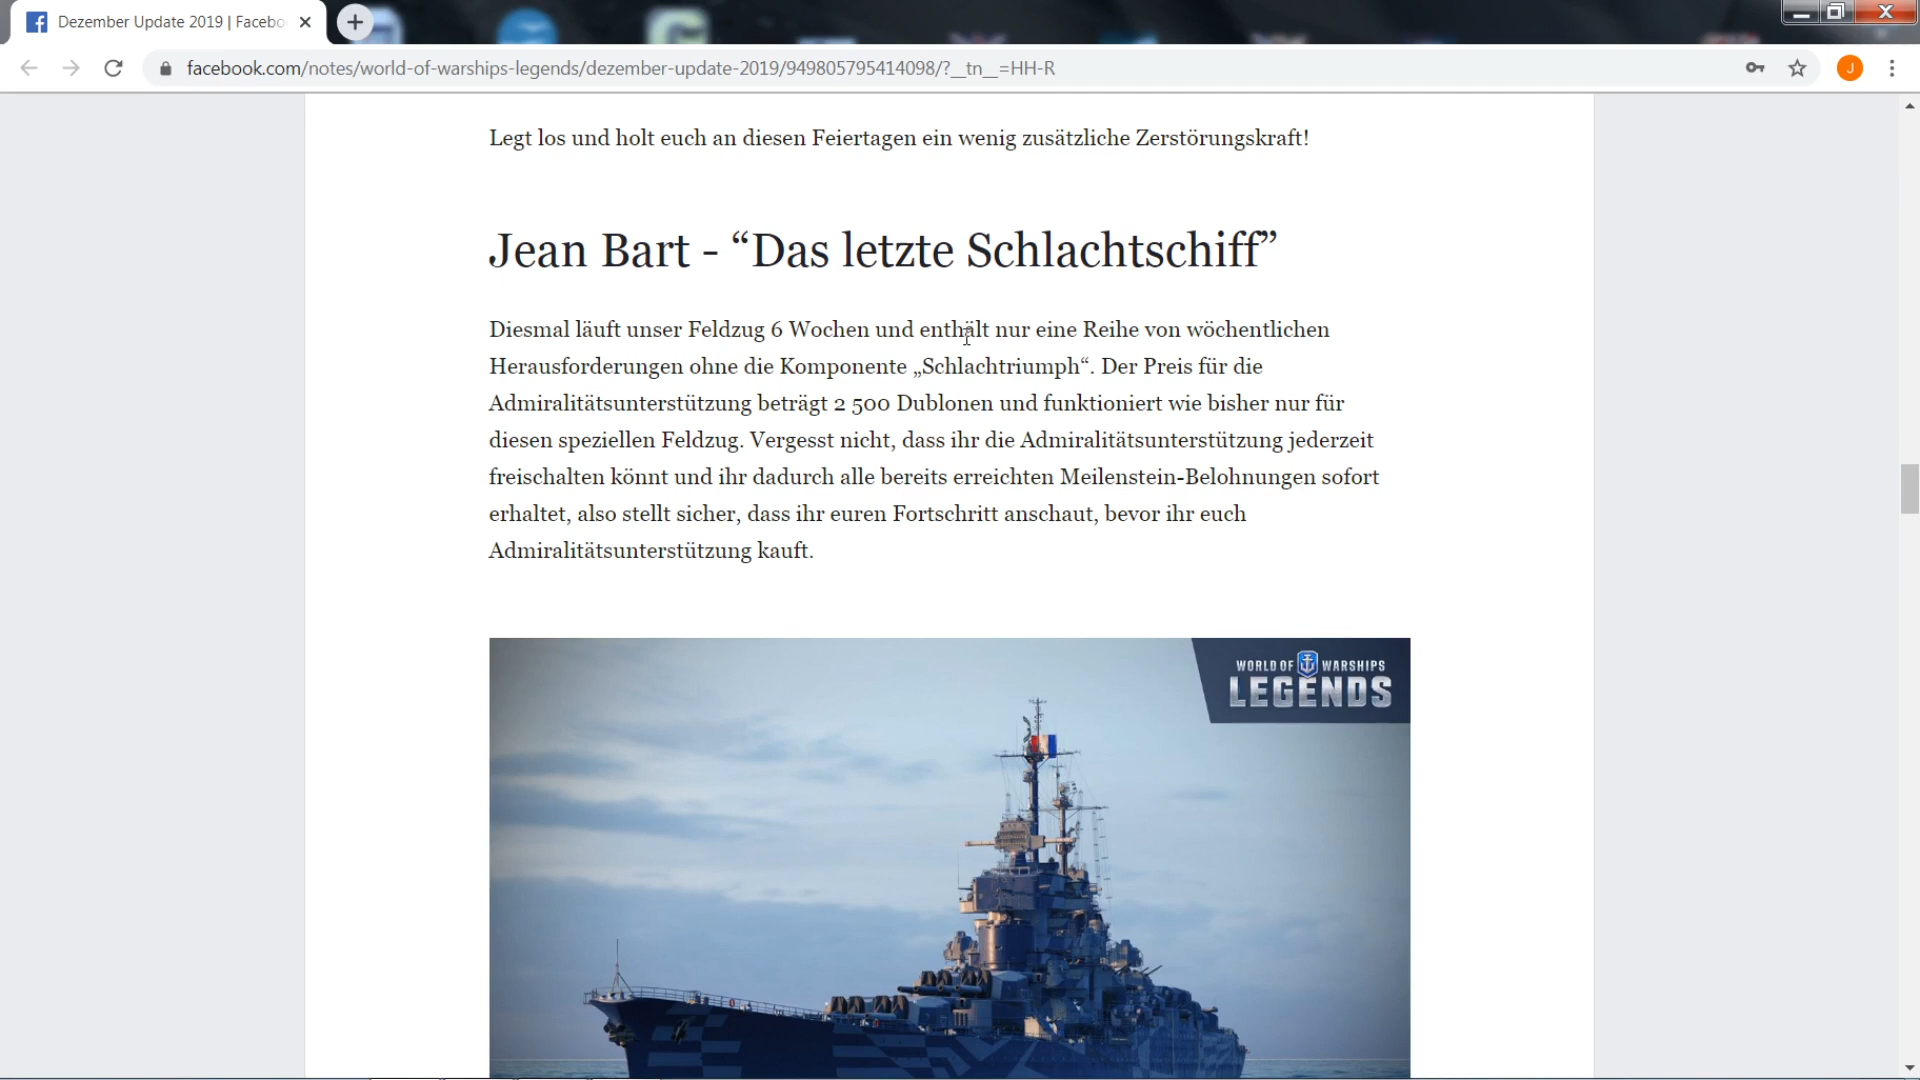 Dezember Update 2019 | Facebo
facebook.com/notes/world-of-warships-legends/dezember-update-2019/949805795414098/?__tn__=HH-R
J
Legt los und holt euch an diesen Feiertagen ein wenig zusätzliche Zerstörungskraft!
Jean Bart - “Das letzte Schlachtschiff”
Diesmal läuft unser Feldzug 6 Wochen und enthält nur eine Reihe von wöchentlichen
Herausforderungen ohne die Komponente „Schlachtriumph“. Der Preis für die
Admiralitätsunterstützung beträgt 2 500 Dublonen und funktioniert wie bisher nur für
diesen speziellen Feldzug. Vergesst nicht, dass ihr die Admiralitätsunterstützung jederzeit
freischalten könnt und ihr dadurch alle bereits erreichten Meilenstein-Belohnungen sofort
erhaltet, also stellt sicher, dass ihr euren Fortschritt anschaut, bevor ihr euch
Admiralitätsunterstützung kauft.
WORLD OF WARSHIPS
LEGENDS